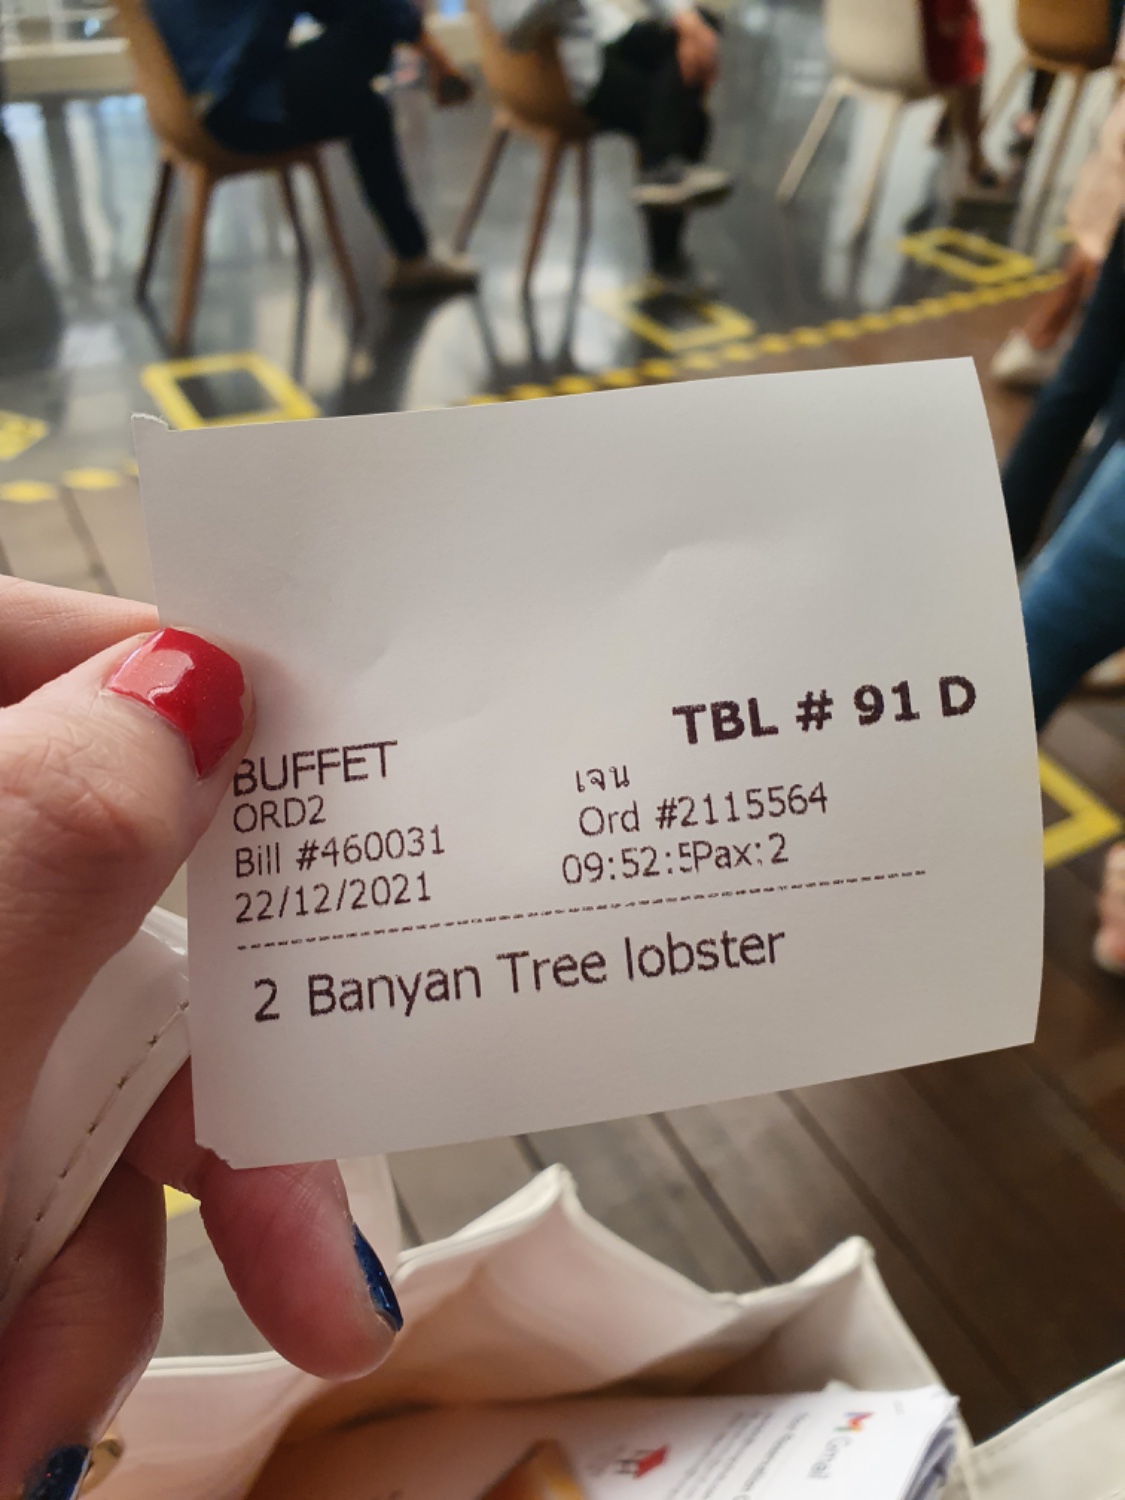 TBL # 91 D
BUFFET เจน
ORD2 Ord #2115564
Bill #460031 09:52:5Pax:2
22/12/2021
2 Banyan Tree lobster
Gmail